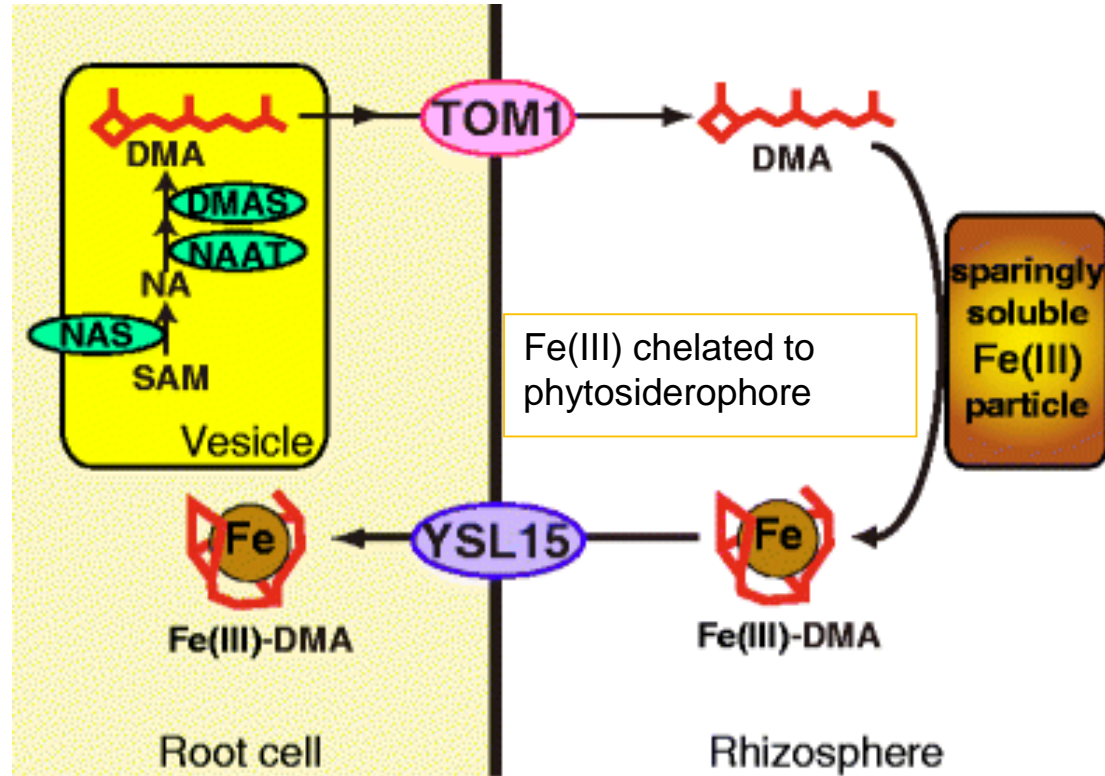 DMA
DMAS
NAAT
NA
NAS
SAM
Vesicle
TOM1
DMA
sparingly
soluble
Fe(III)
particle
Fe(III) chelated to
phytosiderophore
Fe
Fe(III)-DMA
YSL15
Fe
Fe(III)-DMA
Root cell
Rhizosphere